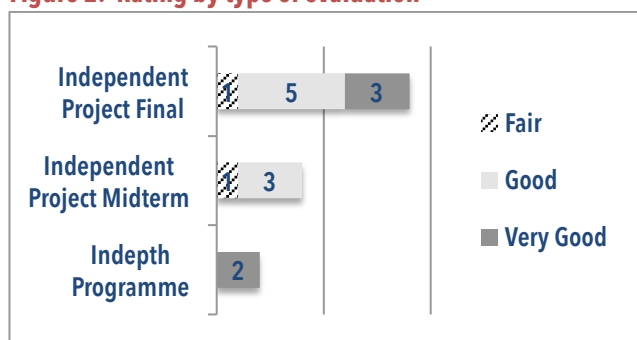 Figure 2: Rating by type of evaluation
Independent
Project Final
1 5 3
Independent
Project Midterm
1 3
Indepth
Programme
2
Fair
Good
Very Good